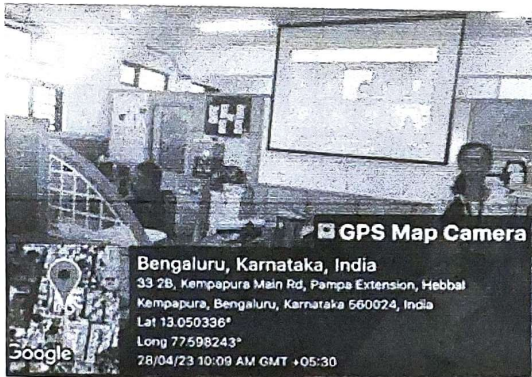 GPS Map Camera
Bengaluru, Karnataka, India
33 2B, Kempapura Main Rd, Pampa Extension, Hebbal
Kempapura, Bengaluru, Karnataka 560024, India
Lat 13.050336°
Long 77.598243°
28/04/23 10:09 AM GMT +05:30
Google